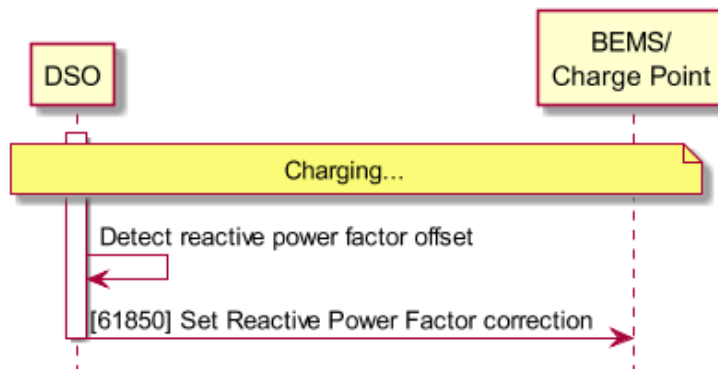 DSO
BEMS/
Charge Point
Charging...
Detect reactive power factor offset
[61850] Set Reactive Power Factor correction